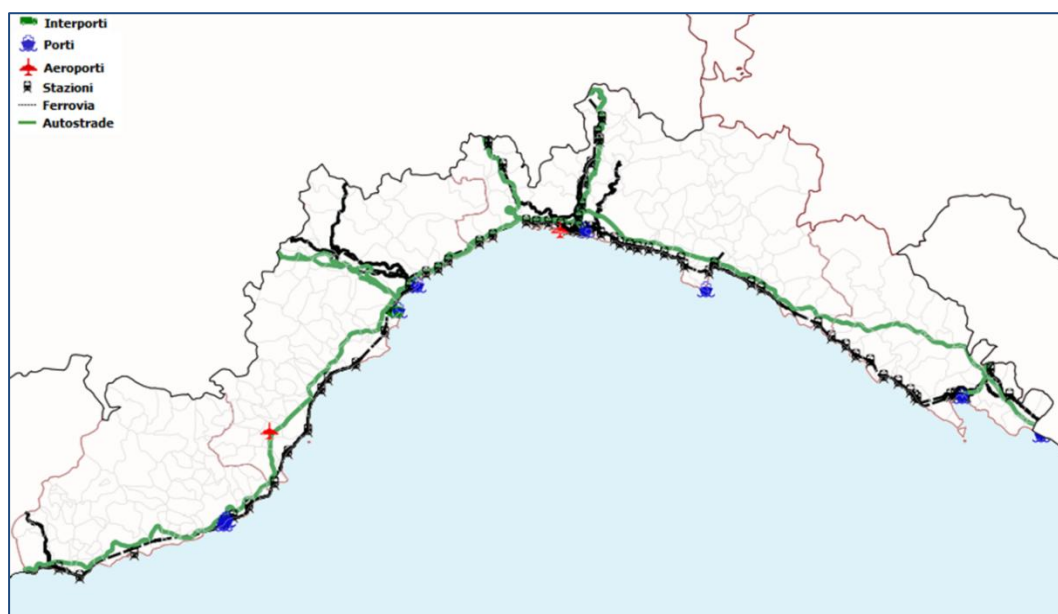 Interporti
Porti
Aeroporti
Stazioni
Ferrovia
Autostrade